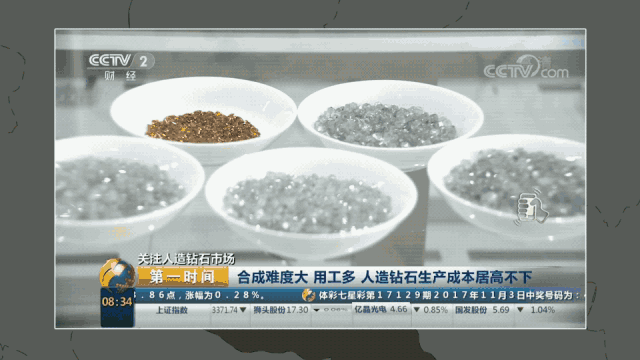 CCTV 2
财经
CCTV.com
关注人造钻石市场
第一时间
合成难度大 用工多 人造钻石生产成本居高不下
08:34
.86点，涨幅为0.28%。
体彩七星彩第17129期2017年11月3日中奖号码为：
上证指数 3371.74▼
狮头股份17.30 ▼
亿晶光电 4.66 ▼ 0.85%
国发股份 5.69 ▼ 1.04%